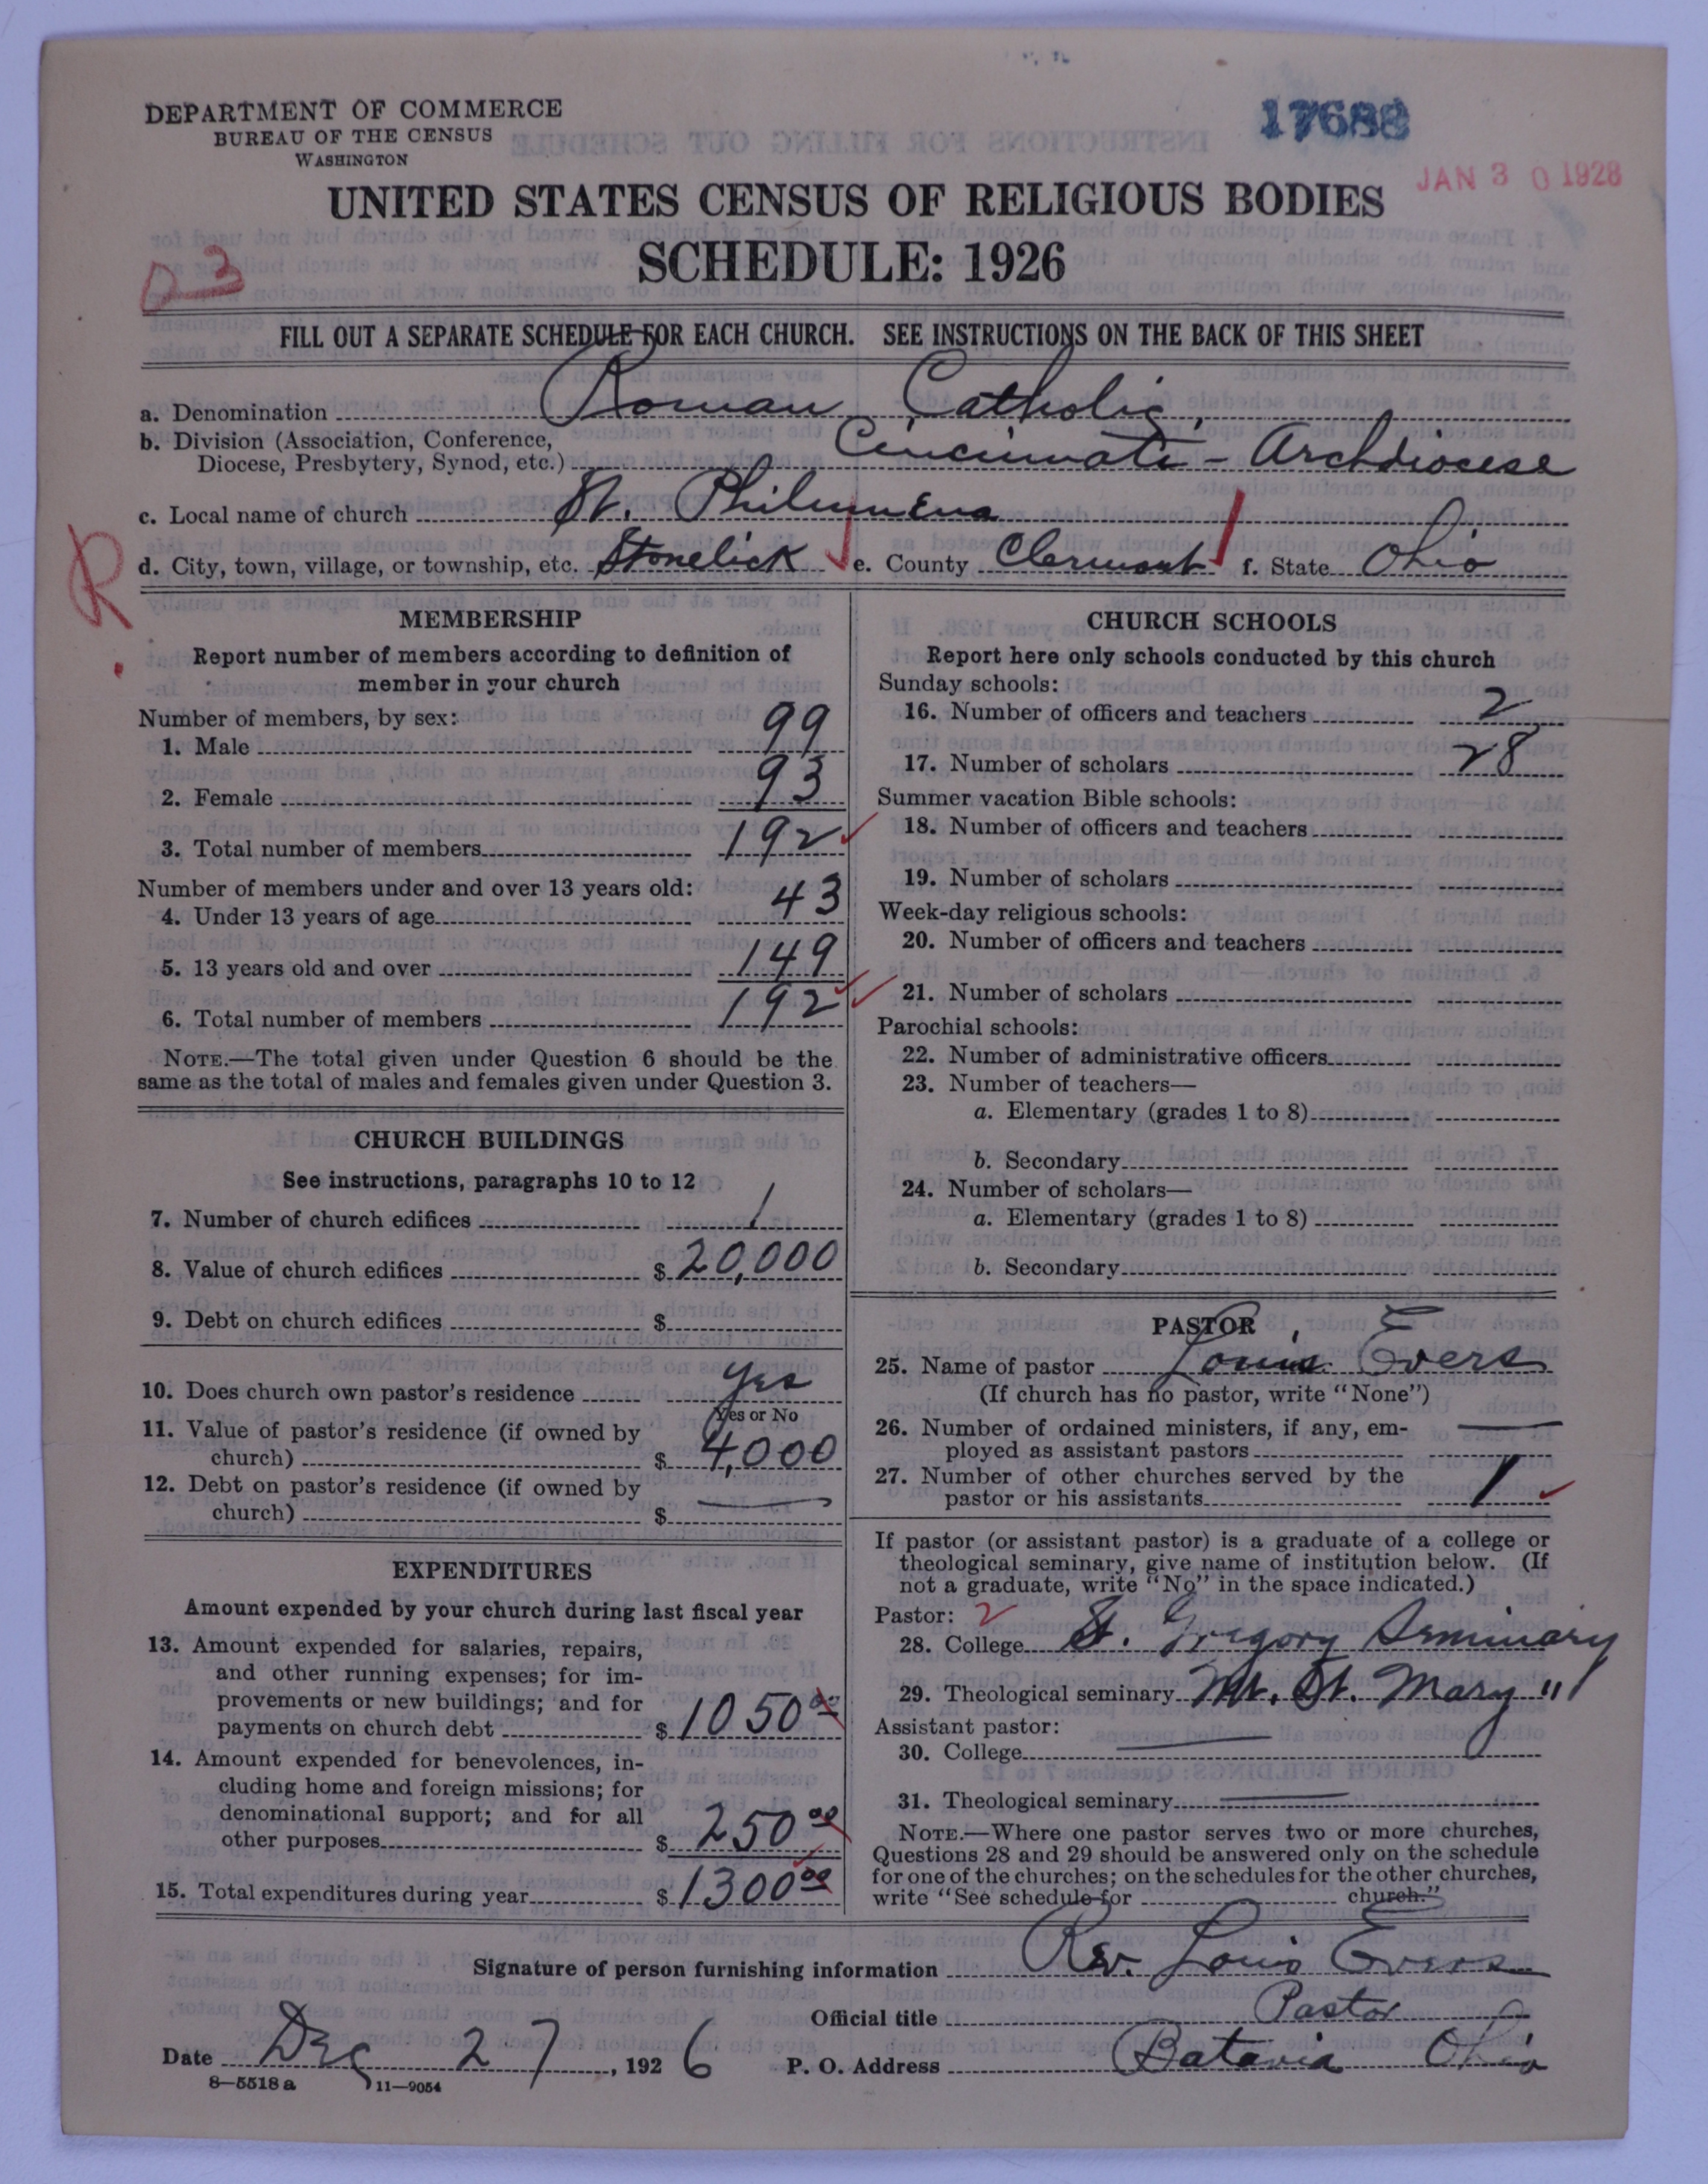 DEPARTMENT OF COMMERCE
BUREAU OF THE CENSUS
WASHINGTON
17688
JAN 30 1928
UNITED STATES CENSUS OF RELIGIOUS BODIES
SCHEDULE: 1926
D 3
FILL OUT A SEPARATE SCHEDULE FOR EACH CHURCH. SEE INSTRUCTIONS ON THE BACK OF THIS SHEET
a. Denomination Roman Catholic
b. Division (Association, Conference,
Diocese, Presbytery, Synod, etc.) Cincinnati - Archdiocese
c. Local name of church St. Philumena
R
d. City, town, village, or township, etc. Stonelick e. County Clermont f. State Ohio
MEMBERSHIP
Report number of members according to definition of
member in your church
Number of members, by sex:
1. Male 99
2. Female 93
3. Total number of members 192
Number of members under and over 13 years old:
4. Under 13 years of age 43
5. 13 years old and over 149
6. Total number of members 192
NOTE.—The total given under Question 6 should be the
same as the total of males and females given under Question 3.
CHURCH BUILDINGS
See instructions, paragraphs 10 to 12
7. Number of church edifices 1
8. Value of church edifices $ 20,000
9. Debt on church edifices $
10. Does church own pastor's residence Yes
Yes or No
11. Value of pastor's residence (if owned by
church) $ 4,000
12. Debt on pastor's residence (if owned by
church) $ —
EXPENDITURES
Amount expended by your church during last fiscal year
13. Amount expended for salaries, repairs,
and other running expenses; for im-
provements or new buildings; and for
payments on church debt $ 1050 00
14. Amount expended for benevolences, in-
cluding home and foreign missions; for
denominational support; and for all
other purposes $ 250 00
15. Total expenditures during year $ 1300 00
CHURCH SCHOOLS
Report here only schools conducted by this church
Sunday schools:
16. Number of officers and teachers 2
17. Number of scholars 28
Summer vacation Bible schools:
18. Number of officers and teachers
19. Number of scholars
Week-day religious schools:
20. Number of officers and teachers
21. Number of scholars
Parochial schools:
22. Number of administrative officers
23. Number of teachers—
a. Elementary (grades 1 to 8)
b. Secondary
24. Number of scholars—
a. Elementary (grades 1 to 8)
b. Secondary
PASTOR
25. Name of pastor Louis Evers
(If church has no pastor, write "None")
26. Number of ordained ministers, if any, em-
ployed as assistant pastors —
27. Number of other churches served by the
pastor or his assistants 1
If pastor (or assistant pastor) is a graduate of a college or
theological seminary, give name of institution below. (If
not a graduate, write "No" in the space indicated.)
Pastor: 2
28. College St. Gregory Seminary
29. Theological seminary Mt. St. Mary "
Assistant pastor:
30. College —
31. Theological seminary —
NOTE.—Where one pastor serves two or more churches,
Questions 28 and 29 should be answered only on the schedule
for one of the churches; on the schedules for the other churches,
write "See schedule for church."
Signature of person furnishing information Rev. Louis Evers
Official title Pastor
Date Dec 27, 1926 P. O. Address Batavia Ohio
8—5518 a 11—9054